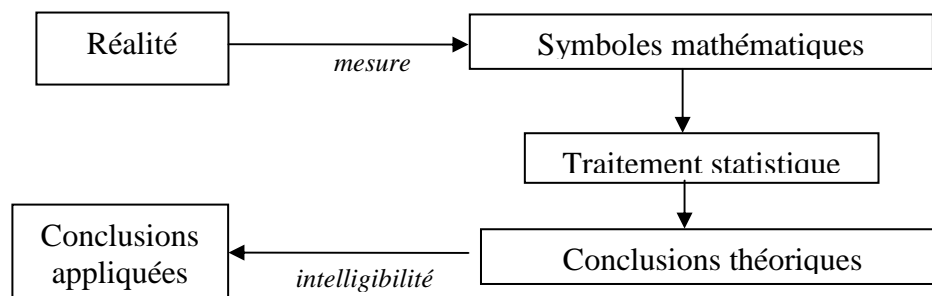 Réalité
mesure
Symboles mathématiques
Traitement statistique
Conclusions théoriques
intelligibilité
Conclusions
appliquées